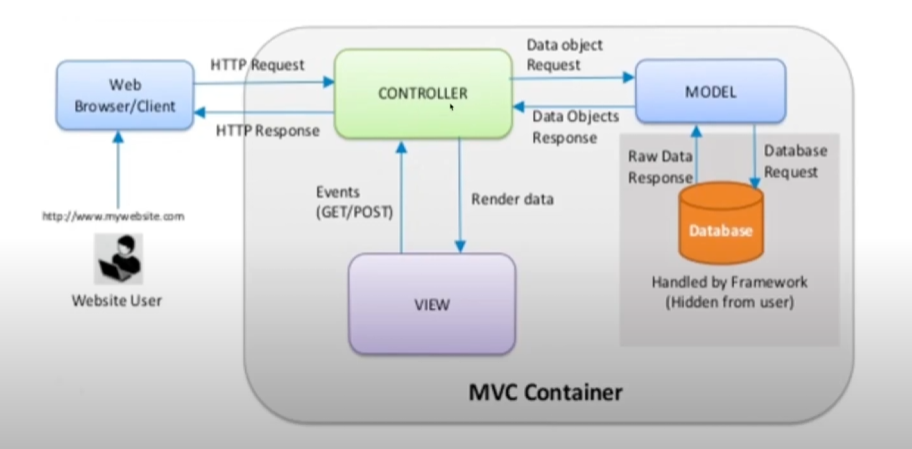 HTTP Request
Web
Browser/Client
HTTP Response
http://www.mywebsite.com
Website User
CONTROLLER
Data object
Request
Data Objects
Response
MODEL
Raw Data
Response
Database
Request
Database
Handled by Framework
(Hidden from user)
Events
(GET/POST)
Render data
VIEW
MVC Container